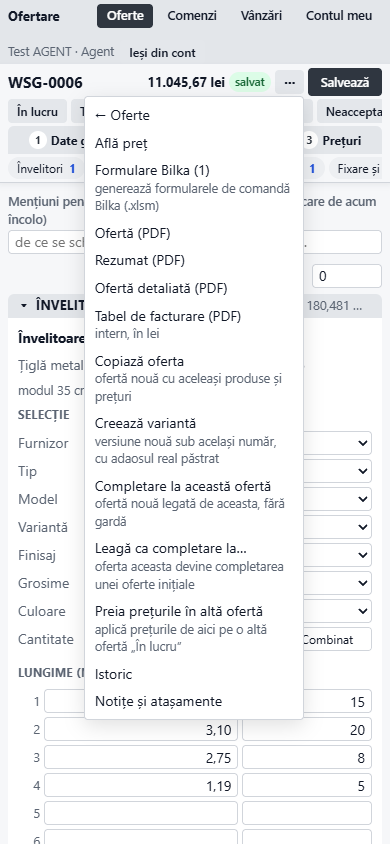 Ofertare Oferte Comenzi Vânzări Contul meu
Test AGENT · Agent Ieși din cont
WSG-0006 11.045,67 lei salvat ... Salvează
În lucru
1 Date
3 Prețuri
Învelitori 1
1 Fixare și
Mențiuni
care de acum
încolo)
de ce se
0
ÎNVELIT
180,481 ...
Învelitoare
Țiglă metal
modul 35
SELECȚIE
Furnizor
Tip
Model
Variantă
Finisaj
Grosime
Culoare
Cantitate Combinat
LUNGIME
1 15
2 3,10 20
3 2,75 8
4 1,19 5
5
6
← Oferte
Află preț
Formulare Bilka (1)
generează formularele de comandă
Bilka (.xlsm)
Ofertă (PDF)
Rezumat (PDF)
Ofertă detaliată (PDF)
Tabel de facturare (PDF)
intern, în lei
Copiază oferta
ofertă nouă cu aceleași produse și
prețuri
Creează variantă
versiune nouă sub același număr,
cu adaosul real păstrat
Completare la această ofertă
ofertă nouă legată de aceasta, fără
gardă
Leagă ca completare la...
oferta aceasta devine completarea
unei oferte inițiale
Preia prețurile în altă ofertă
aplică prețurile de aici pe o altă
ofertă „În lucru”
Istoric
Notițe și atașamente